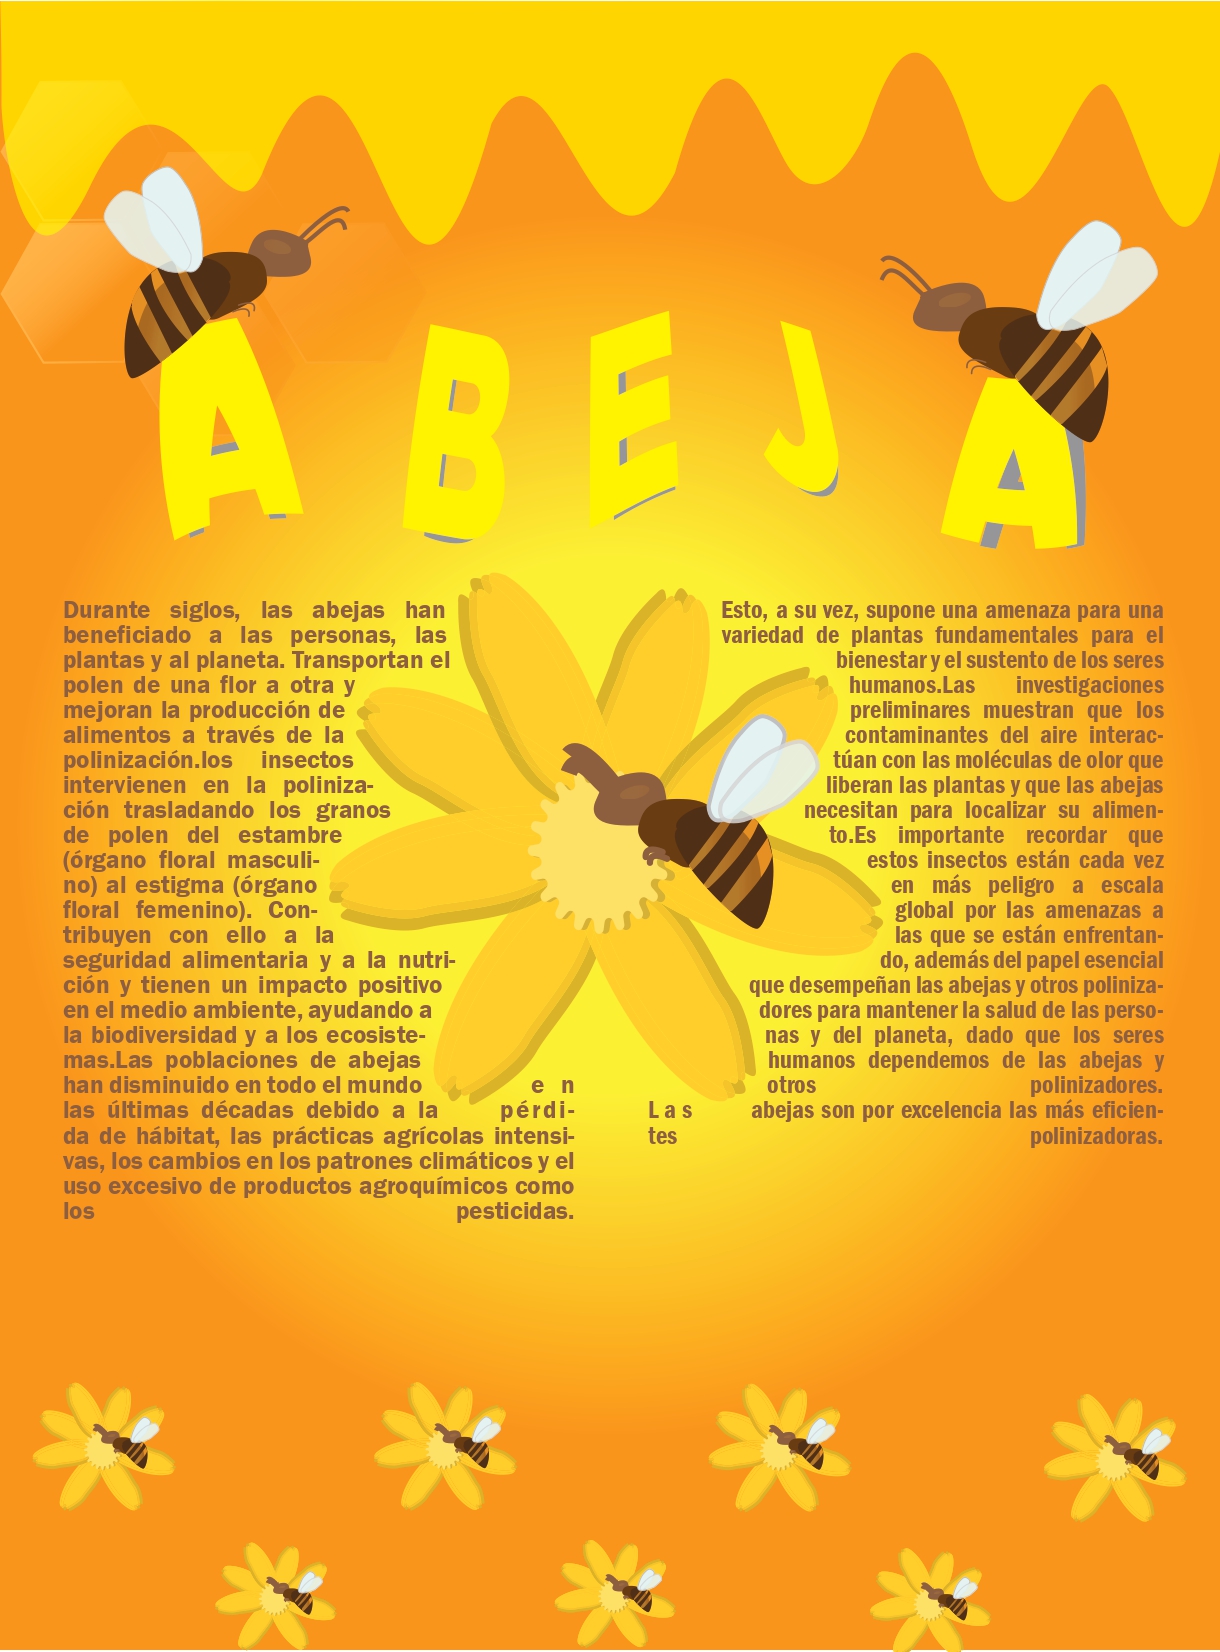 ABEJA
Durante siglos, las abejas han
beneficiado a las personas, las
plantas y al planeta. Transportan el
polen de una flor a otra y
mejoran la producción de
alimentos a través de la
polinización.los insectos
intervienen en la poliniza-
ción trasladando los granos
de polen del estambre
(órgano floral masculi-
no) al estigma (órgano
floral femenino). Con-
tribuyen con ello a la
seguridad alimentaria y a la nutri-
ción y tienen un impacto positivo
en el medio ambiente, ayudando a
la biodiversidad y a los ecosiste-
mas.Las poblaciones de abejas
han disminuido en todo el mundo en
las últimas décadas debido a la pérdi-
da de hábitat, las prácticas agrícolas intensi-
vas, los cambios en los patrones climáticos y el
uso excesivo de productos agroquímicos como
los pesticidas.
Esto, a su vez, supone una amenaza para una
variedad de plantas fundamentales para el
bienestar y el sustento de los seres
humanos.Las investigaciones
preliminares muestran que los
contaminantes del aire interac-
túan con las moléculas de olor que
liberan las plantas y que las abejas
necesitan para localizar su alimen-
to.Es importante recordar que
estos insectos están cada vez
en más peligro a escala
global por las amenazas a
las que se están enfrentan-
do, además del papel esencial
que desempeñan las abejas y otros poliniza-
dores para mantener la salud de las perso-
nas y del planeta, dado que los seres
humanos dependemos de las abejas y
otros polinizadores.
Las abejas son por excelencia las más eficien-
tes polinizadoras.